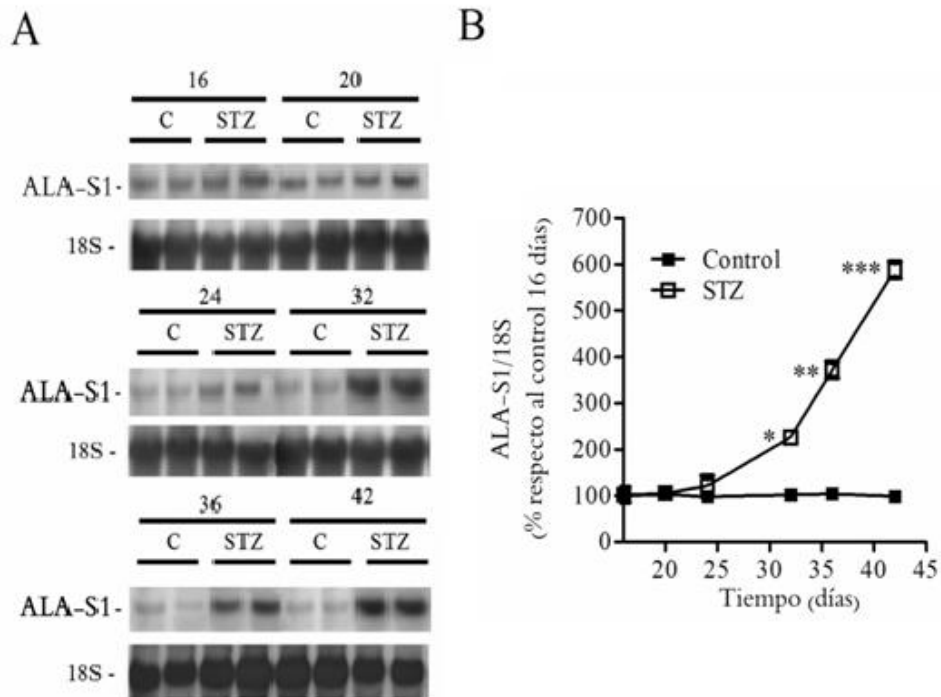 A
16 20
C STZ C STZ
ALA-S1-
18S -
24 32
C STZ C STZ
ALA-S1-
18S -
36 42
C STZ C STZ
ALA-S1-
18S -
B
ALA-S1/18S
(% respecto al control 16 días)
700
600
500
400
300
200
100
0
Control
STZ
***
**
*
20 25 30 35 40 45
Tiempo (días)